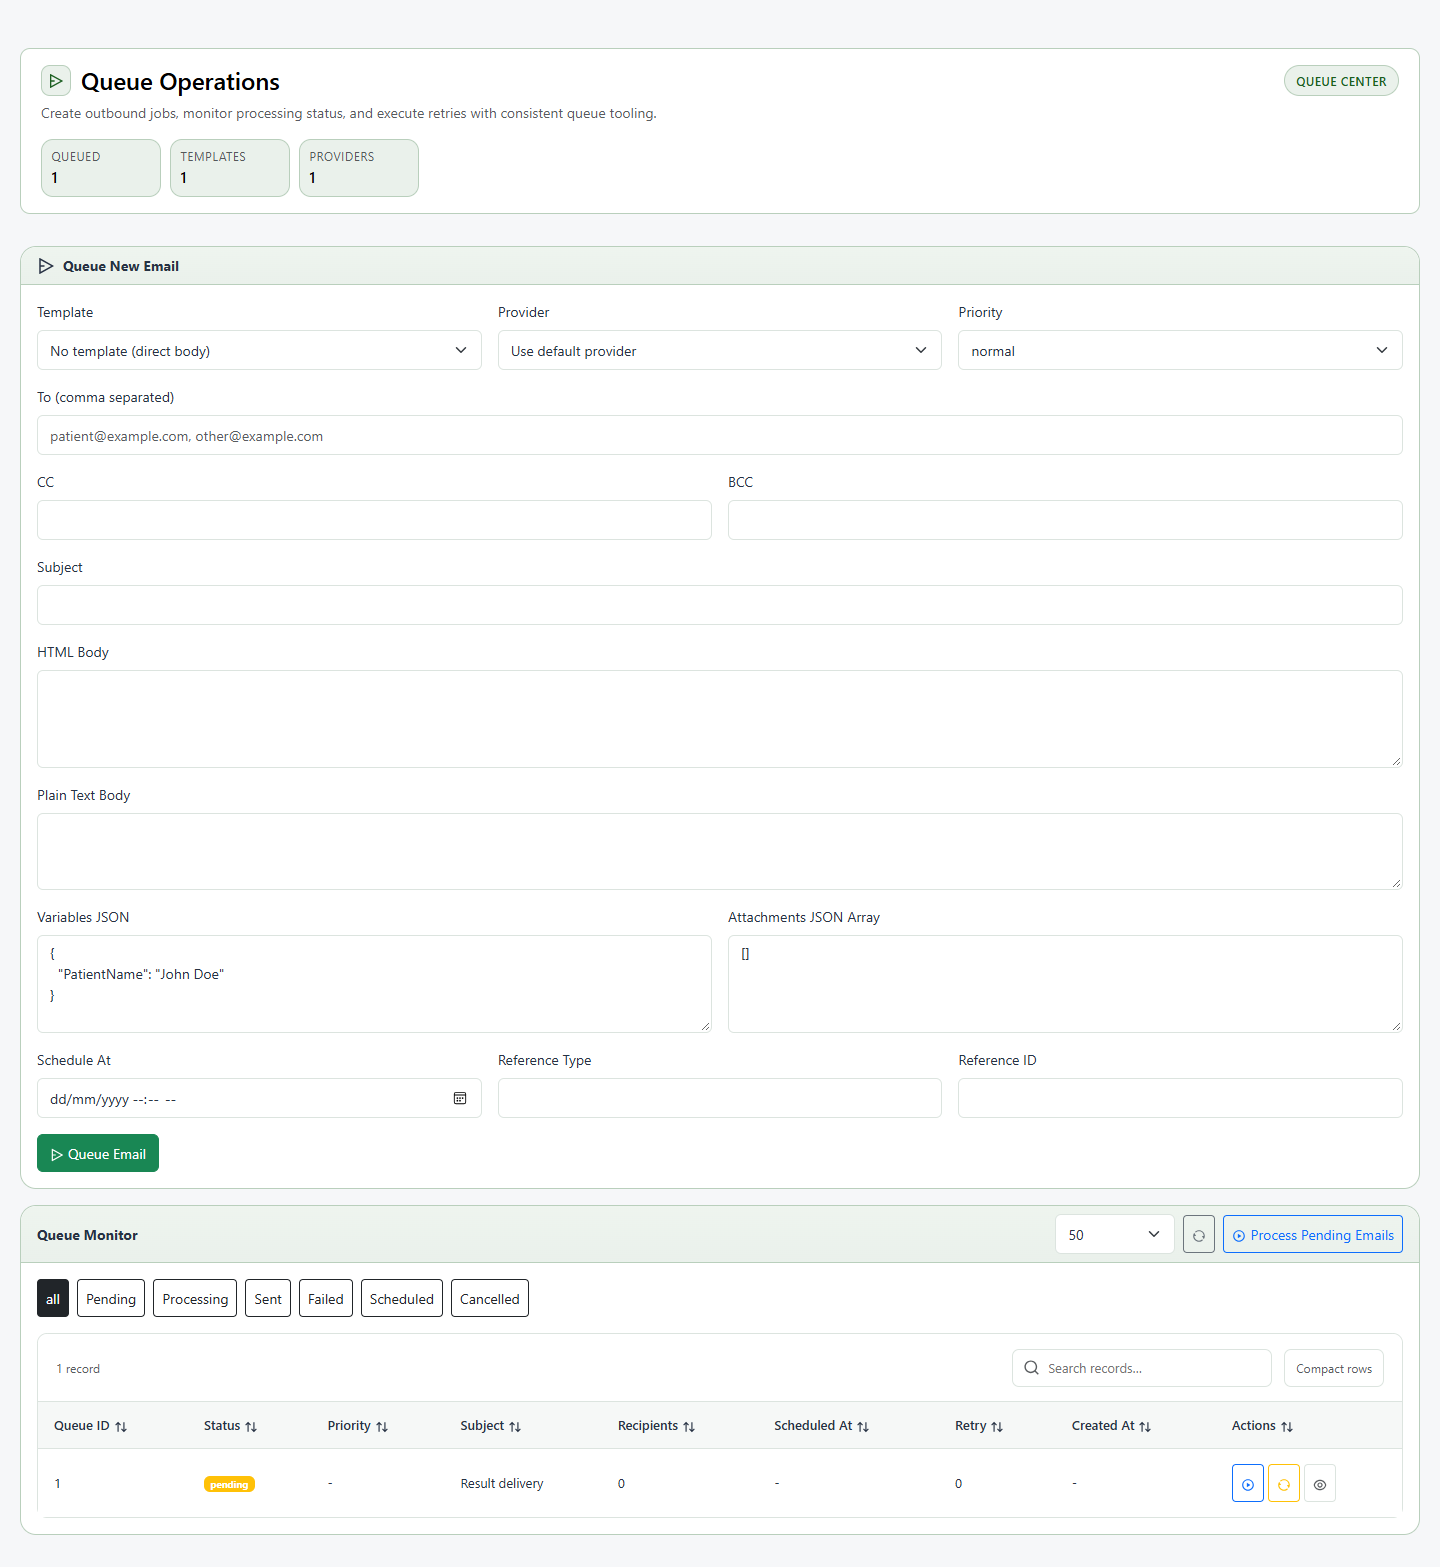 Queue Operations
QUEUE CENTER
Create outbound jobs, monitor processing status, and execute retries with consistent queue tooling.
QUEUED TEMPLATES PROVIDERS
1 1 1
Queue New Email
Template Provider Priority
No template (direct body) Use default provider normal
To (comma separated)
patient@example.com, other@example.com
CC BCC
Subject
HTML Body
Plain Text Body
Variables JSON Attachments JSON Array
{ []
"PatientName": "John Doe"
}
Schedule At Reference Type Reference ID
dd/mm/yyyy --:-- --
Queue Email
Queue Monitor 50 Process Pending Emails
all Pending Processing Sent Failed Scheduled Cancelled
1 record Search records... Compact rows
Queue ID Status Priority Subject Recipients Scheduled At Retry Created At Actions
1 pending - Result delivery 0 - 0 -